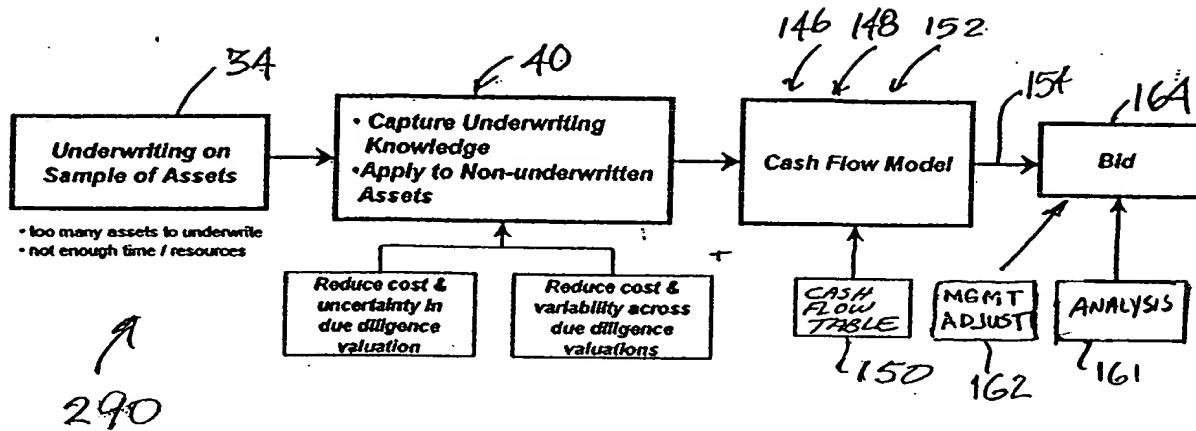 146 148 152
34
40
154
164
Underwriting on
Sample of Assets
• Capture Underwriting
Knowledge
• Apply to Non-underwritten
Assets
Cash Flow Model
Bid
• too many assets to underwrite
• not enough time / resources
Reduce cost &
uncertainty in
due diligence
valuation
Reduce cost &
variability across
due diligence
valuations
CASH
FLOW
TABLE
MGMT
ADJUST
ANALYSIS
150
162
161
290